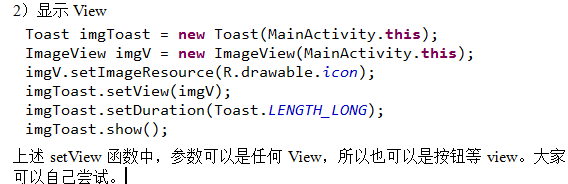 2）显示 View
Toast imgToast = new Toast(MainActivity.this);
ImageView imgV = new ImageView(MainActivity.this);
imgV.setImageResource(R.drawable.icon);
imgToast.setView(imgV);
imgToast.setDuration(Toast.LENGTH_LONG);
imgToast.show();
上述 setView 函数中，参数可以是任何 View，所以也可以是按钮等 view。大家
可以自己尝试。